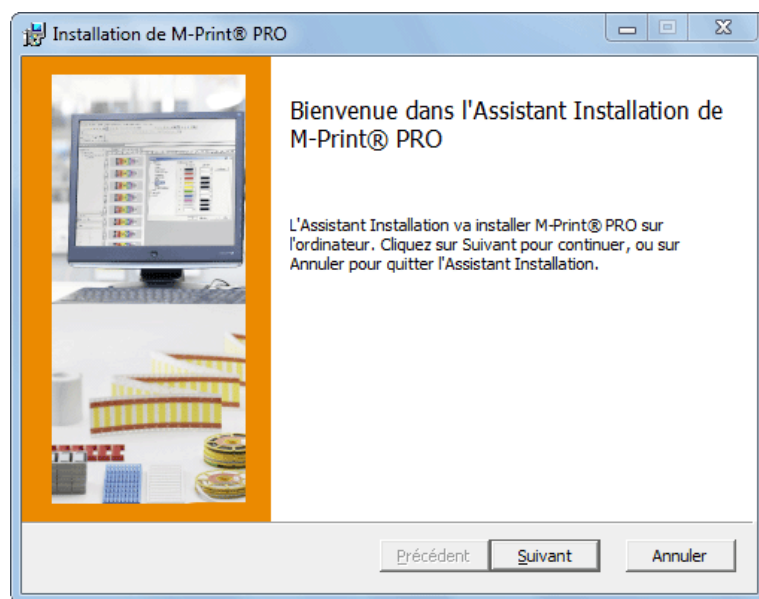 Installation de M-Print® PRO
Bienvenue dans l'Assistant Installation de
M-Print® PRO
L'Assistant Installation va installer M-Print® PRO sur
l'ordinateur. Cliquez sur Suivant pour continuer, ou sur
Annuler pour quitter l'Assistant Installation.
Précédent
Suivant
Annuler